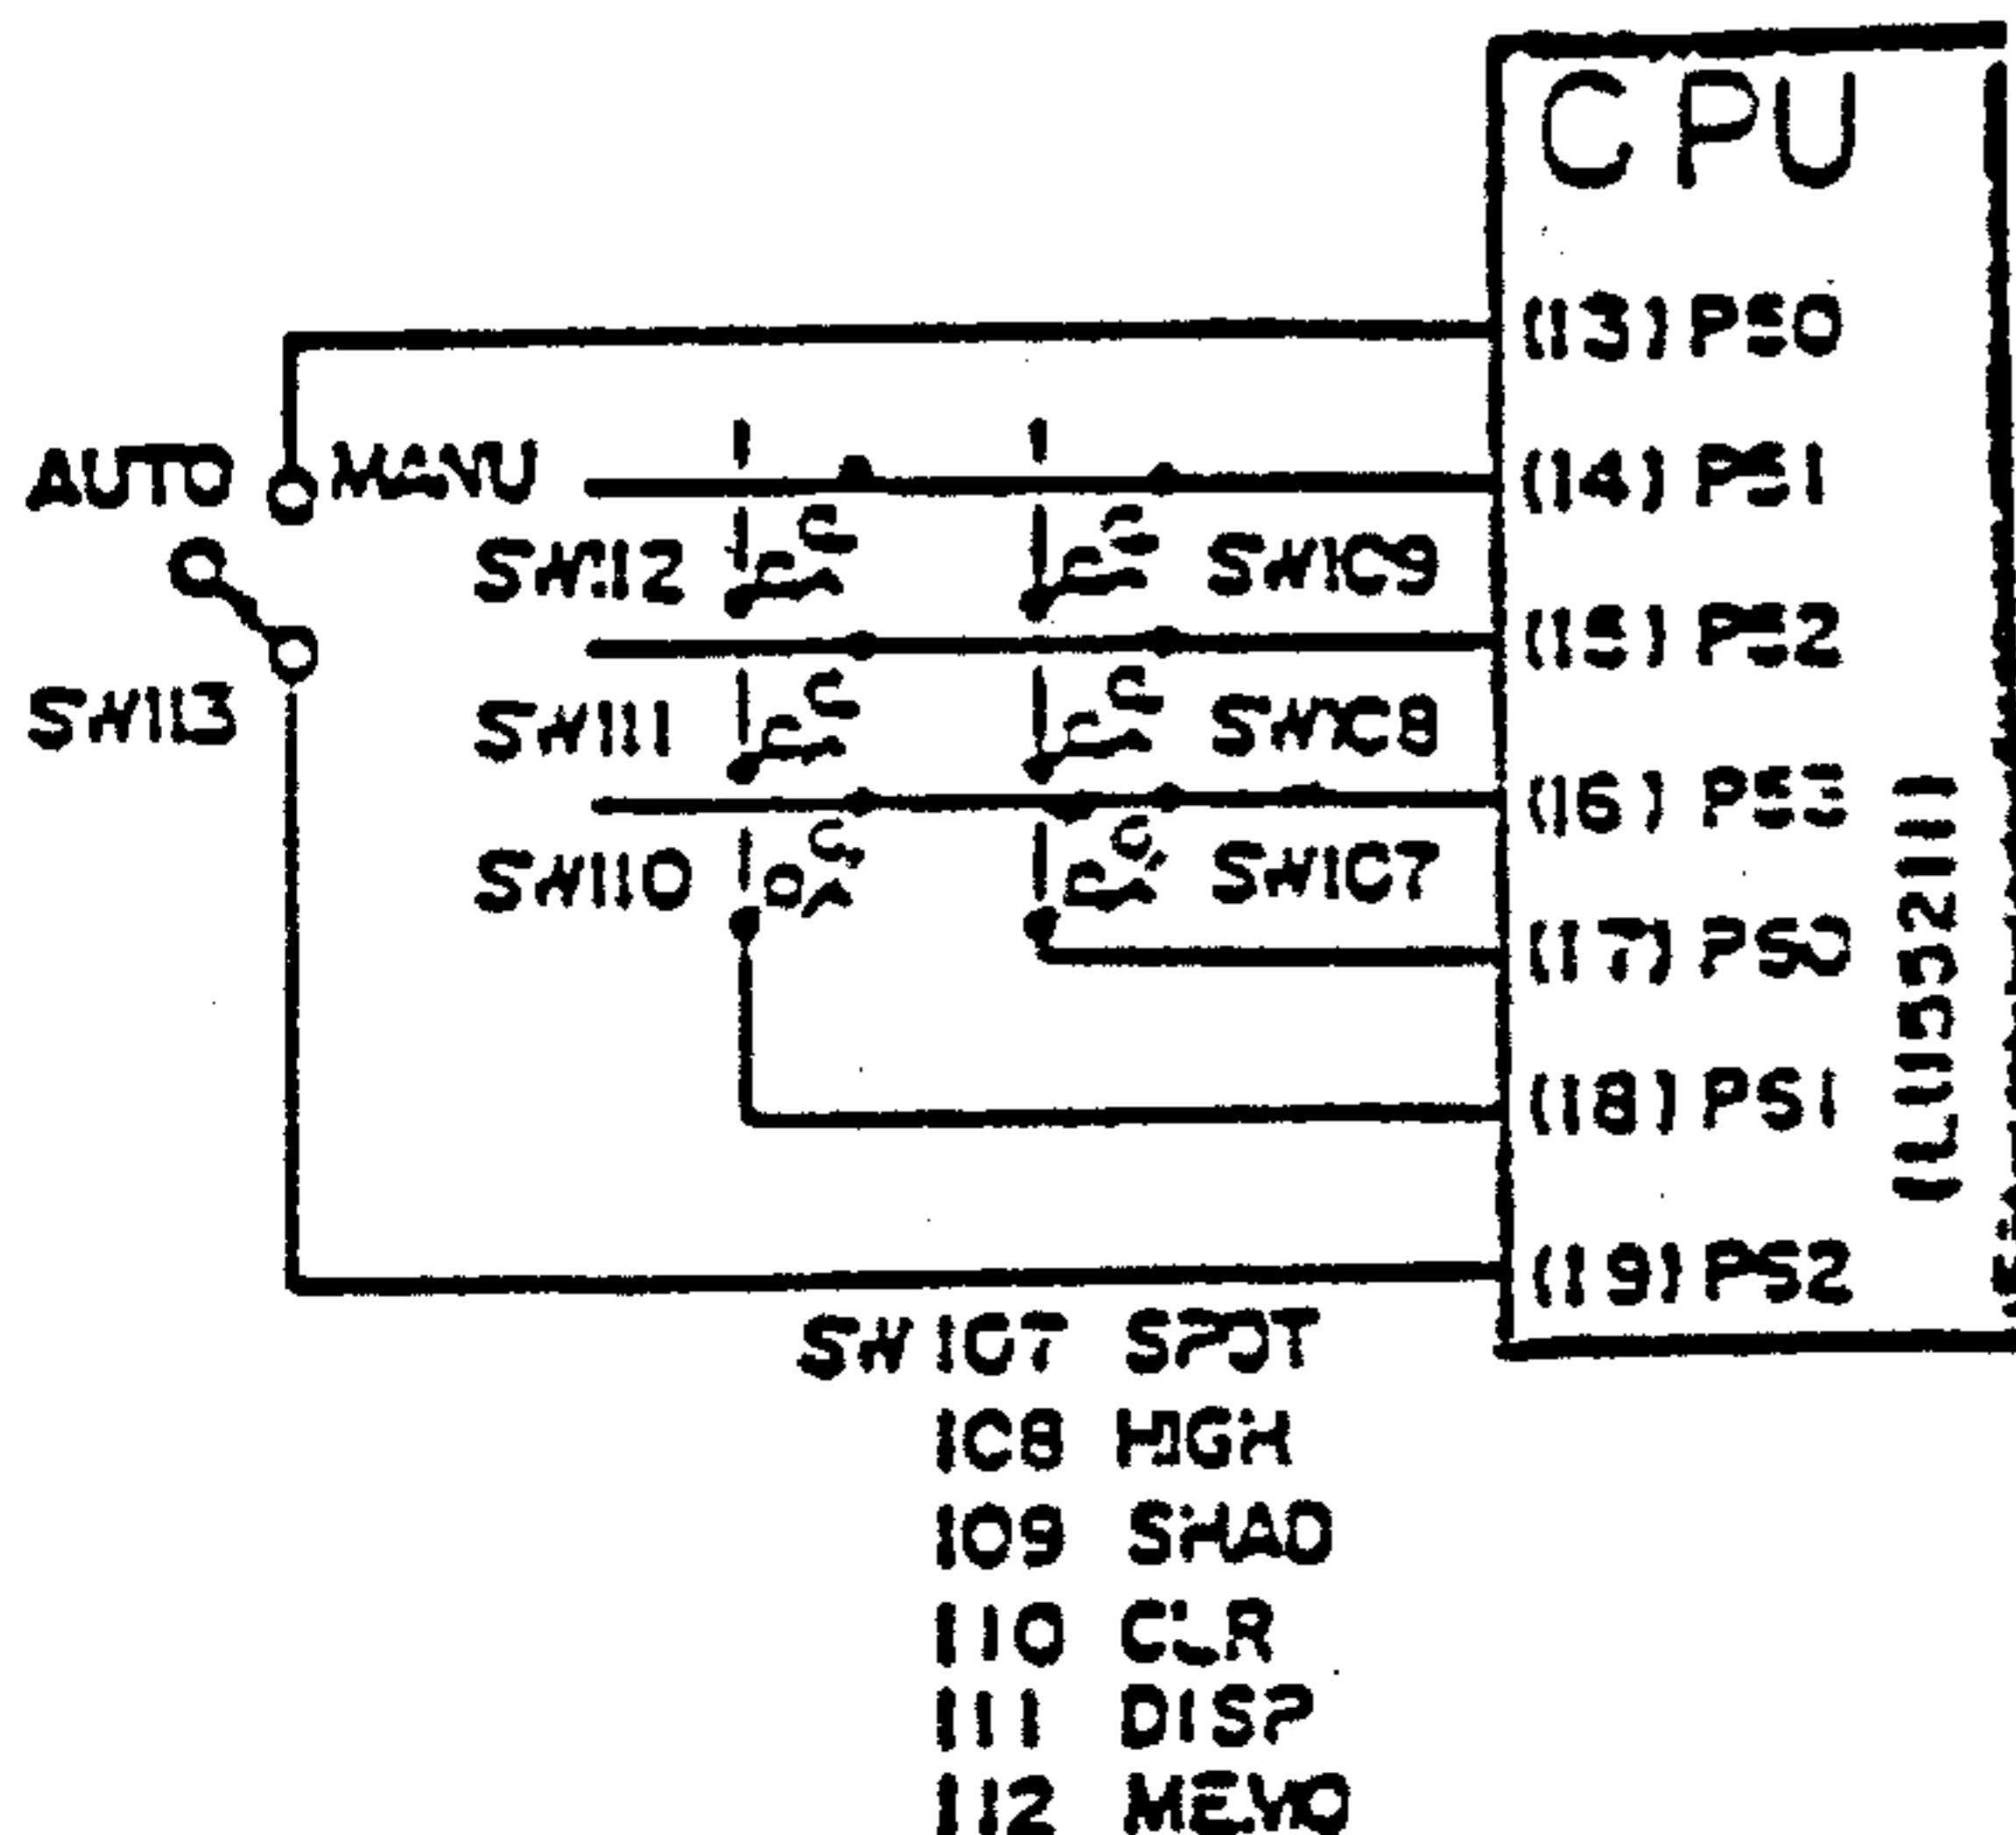 CPU
(13) PS0
AUTO MANU
(14) PS1
SW112
SW109
(15) PS2
SW113
SW111
SW108
(16) PS3
SW110
SW107
(17) PS0
(18) PS1
(19) PS2
SW 107 SPOT
108 HIGH
109 SHAD
110 CLR
111 DISP
112 MEMO